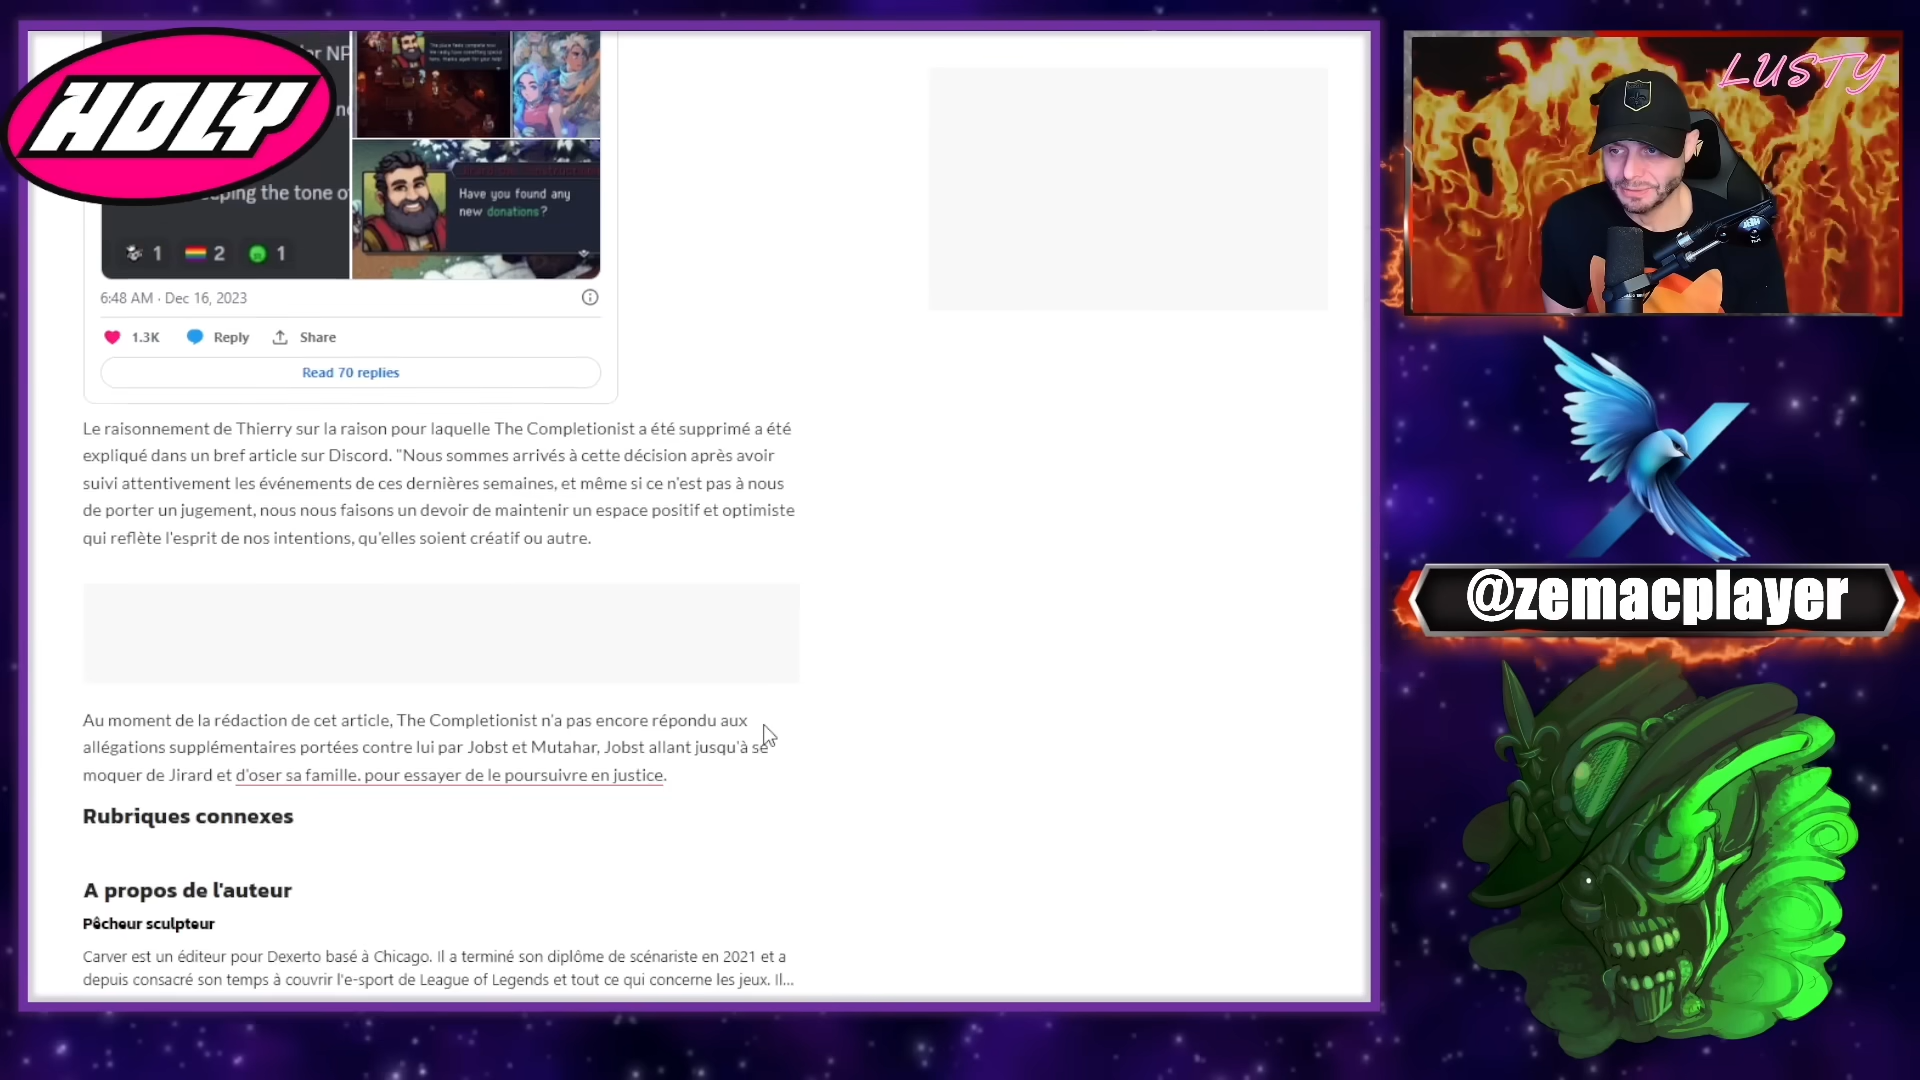 HOLY
or NP
ping the tone o
Have you found any
new donations?
1 2 1
6:48 AM · Dec 16, 2023
1.3K Reply Share
Read 70 replies
Le raisonnement de Thierry sur la raison pour laquelle The Completionist a été supprimé a été
expliqué dans un bref article sur Discord. "Nous sommes arrivés à cette décision après avoir
suivi attentivement les événements de ces dernières semaines, et même si ce n'est pas à nous
de porter un jugement, nous nous faisons un devoir de maintenir un espace positif et optimiste
qui reflète l'esprit de nos intentions, qu'elles soient créatif ou autre.
Au moment de la rédaction de cet article, The Completionist n'a pas encore répondu aux
allégations supplémentaires portées contre lui par Jobst et Mutahar, Jobst allant jusqu'à se
moquer de Jirard et d'oser sa famille. pour essayer de le poursuivre en justice.
Rubriques connexes
A propos de l'auteur
Pêcheur sculpteur
Carver est un éditeur pour Dexerto basé à Chicago. Il a terminé son diplôme de scénariste en 2021 et a
depuis consacré son temps à couvrir l'e-sport de League of Legends et tout ce qui concerne les jeux. Il...
LUSTY
@zemacplayer